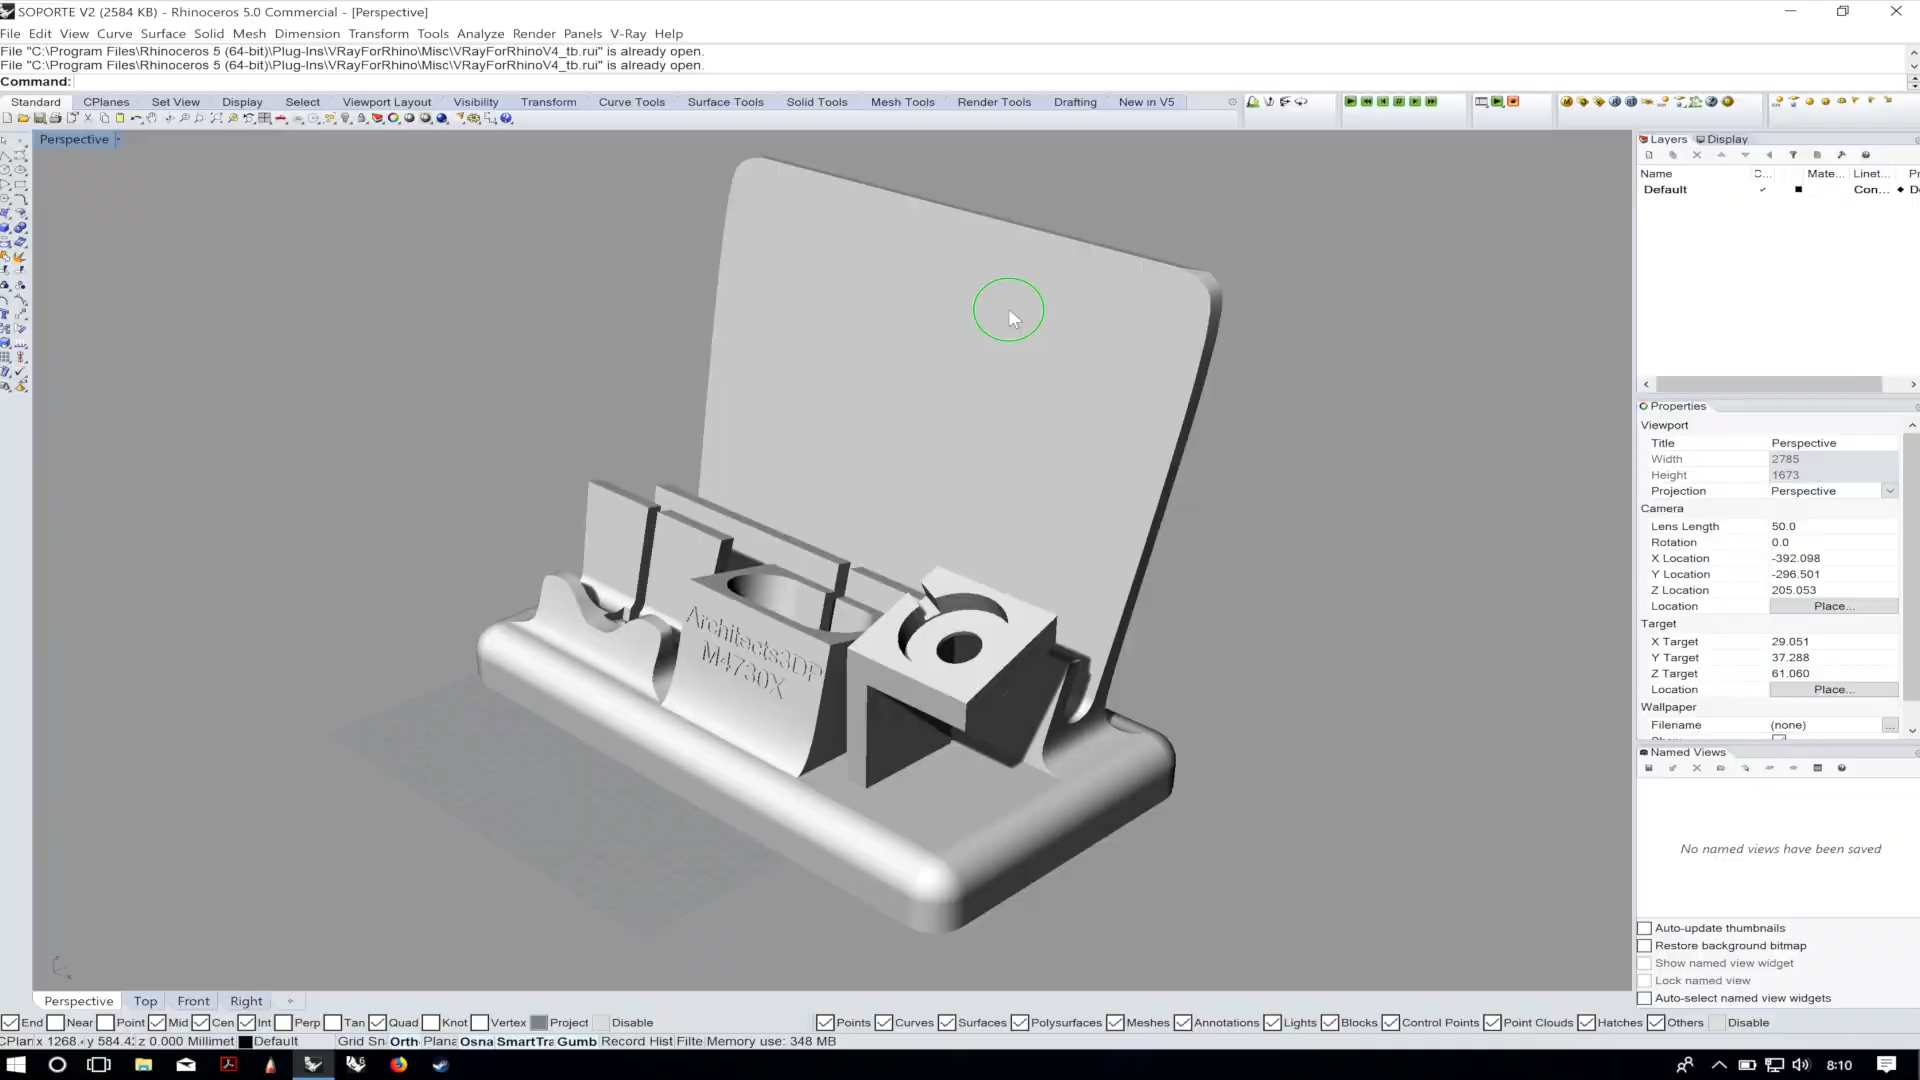 SOPORTE V2 (2584 KB) - Rhinoceros 5.0 Commercial - [Perspective]
File Edit View Curve Surface Solid Mesh Dimension Transform Tools Analyze Render Panels V-Ray Help
File "C:\Program Files\Rhinoceros 5 (64-bit)\Plug-Ins\VRayForRhino\Misc\VRayForRhinoV4_tb.rui" is already open.
File "C:\Program Files\Rhinoceros 5 (64-bit)\Plug-Ins\VRayForRhino\Misc\VRayForRhinoV4_tb.rui" is already open.
Command:
Standard CPlanes Set View Display Select Viewport Layout Visibility Transform Curve Tools Surface Tools Solid Tools Mesh Tools Render Tools Drafting New in V5
Perspective
Architects3DP
M4730X
Layers Display
Name C... Mate... Linet... Pr
Default Con... D
Properties
Viewport
Title Perspective
Width 2785
Height 1673
Projection Perspective
Camera
Lens Length 50.0
Rotation 0.0
X Location -392.098
Y Location -296.501
Z Location 205.053
Location Place...
Target
X Target 29.051
Y Target 37.288
Z Target 61.060
Location Place...
Wallpaper
Filename (none) ...
Named Views
No named views have been saved
Auto-update thumbnails
Restore background bitmap
Show named view widget
Lock named view
Auto-select named view widgets
Perspective Top Front Right
End Near Point Mid Cen Int Perp Tan Quad Knot Vertex Project Disable
Points Curves Surfaces Polysurfaces Meshes Annotations Lights Blocks Control Points Point Clouds Hatches Others Disable
CPlan x 1268. y 584.42 z 0.000 Millimet Default Grid Sn Orth Plana Osna SmartTra Gumb Record Hist Filte Memory use: 348 MB
8:10